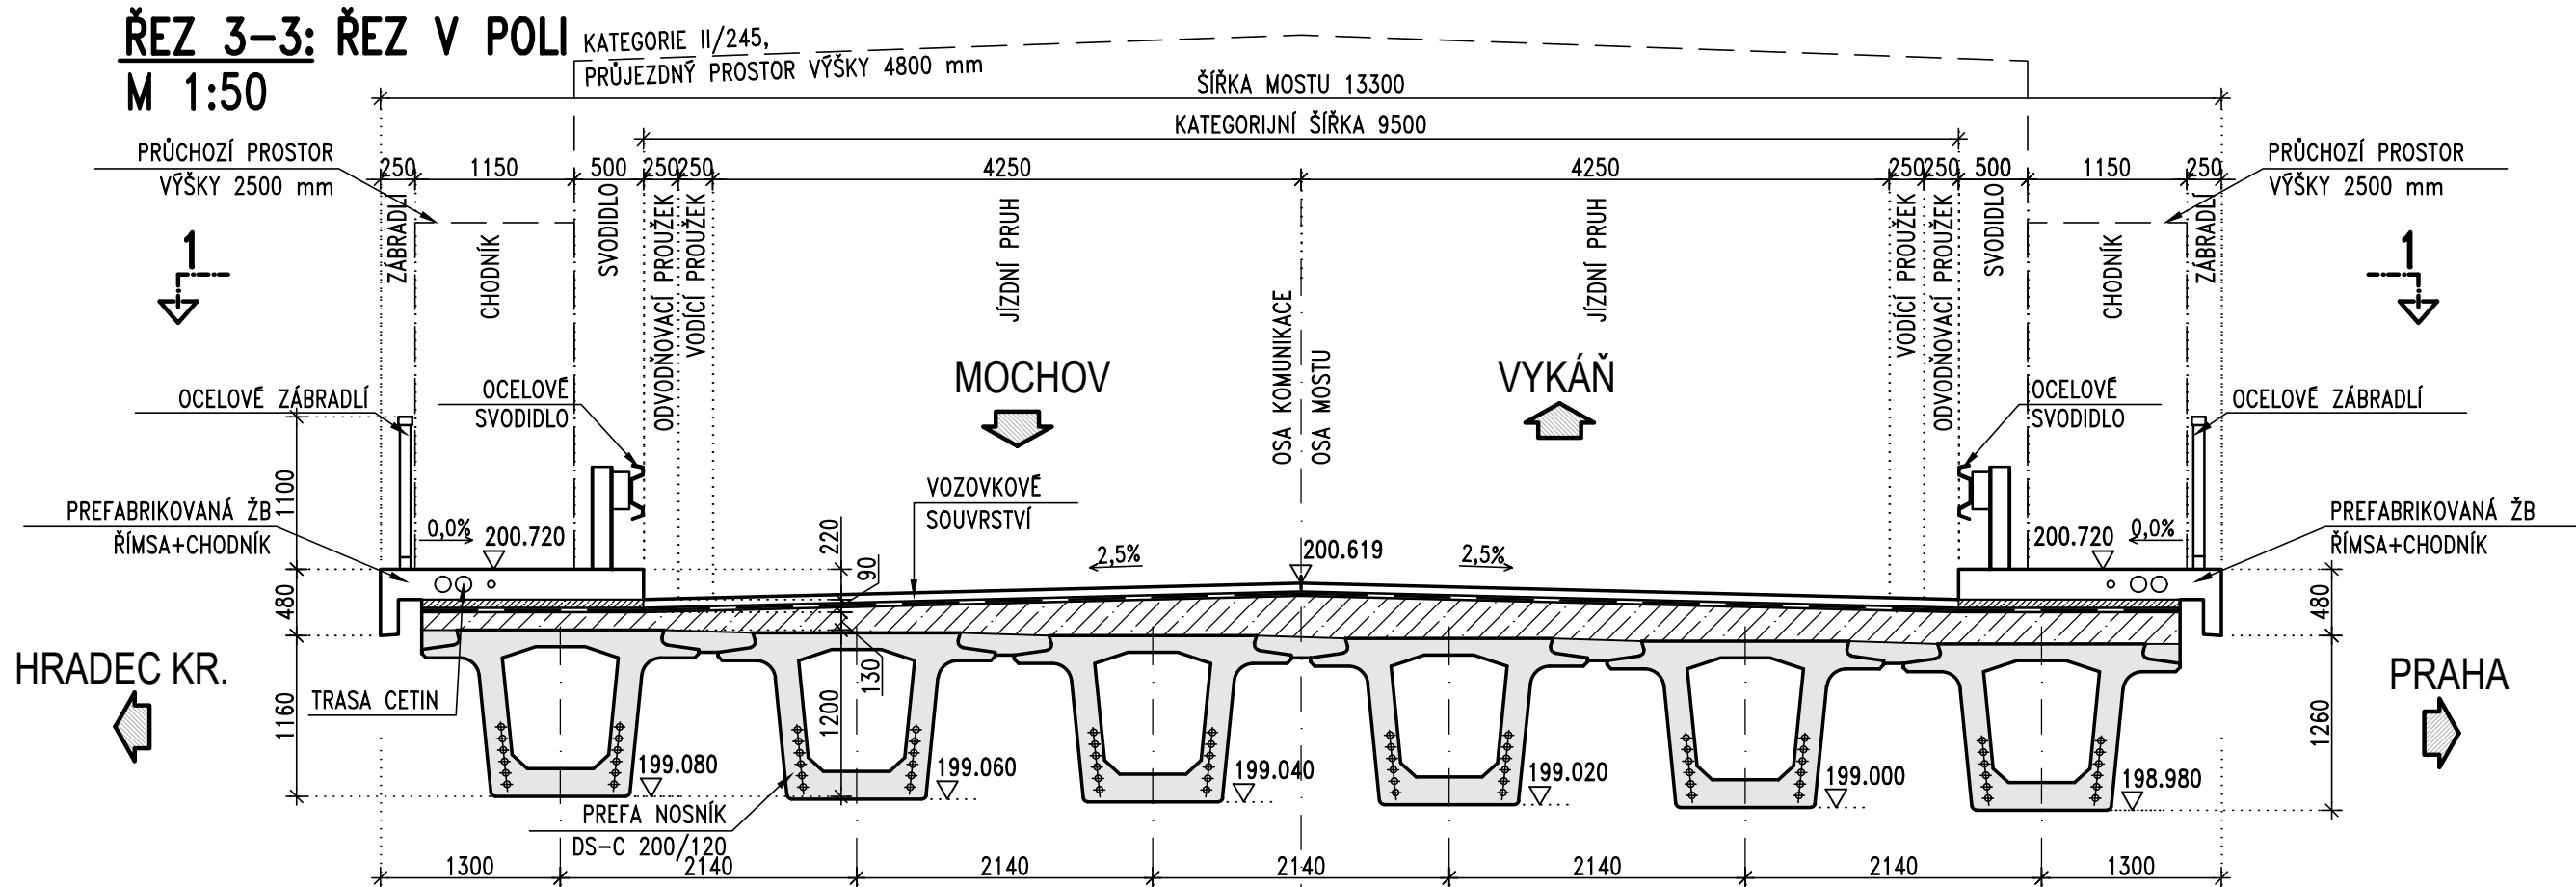 ŘEZ 3-3: ŘEZ V POLI
M 1:50
KATEGORIE II/245,
PRŮJEZDNÝ PROSTOR VÝŠKY 4800 mm
ŠÍŘKA MOSTU 13300
KATEGORIJNÍ ŠÍŘKA 9500
PRŮCHOZÍ PROSTOR
VÝŠKY 2500 mm
PRŮCHOZÍ PROSTOR
VÝŠKY 2500 mm
250 1150 500 250 250 4250 4250 250 250 500 1150 250
ZÁBRADLÍ
CHODNÍK
SVODIDLO
ODVODŇOVACÍ PROUŽEK
VODÍCÍ PROUŽEK
JÍZDNÍ PRUH
OSA KOMUNIKACE
OSA MOSTU
JÍZDNÍ PRUH
VODÍCÍ PROUŽEK
ODVODŇOVACÍ PROUŽEK
SVODIDLO
CHODNÍK
ZÁBRADLÍ
1
1
MOCHOV
VYKÁŇ
OCELOVÉ ZÁBRADLÍ
OCELOVÉ
SVODIDLO
OCELOVÉ
SVODIDLO
OCELOVÉ ZÁBRADLÍ
VOZOVKOVÉ
SOUVRSTVÍ
PREFABRIKOVANÁ ŽB
ŘÍMSA+CHODNÍK
PREFABRIKOVANÁ ŽB
ŘÍMSA+CHODNÍK
1100
480
1160
0,0% 200.720
220
90
130
1200
2,5%
200.619
2,5%
200.720 0,0%
480
1260
HRADEC KR.
PRAHA
TRASA CETIN
199.080
199.060
199.040
199.020
199.000
198.980
PREFA NOSNÍK
DS-C 200/120
1300 2140 2140 2140 2140 2140 1300